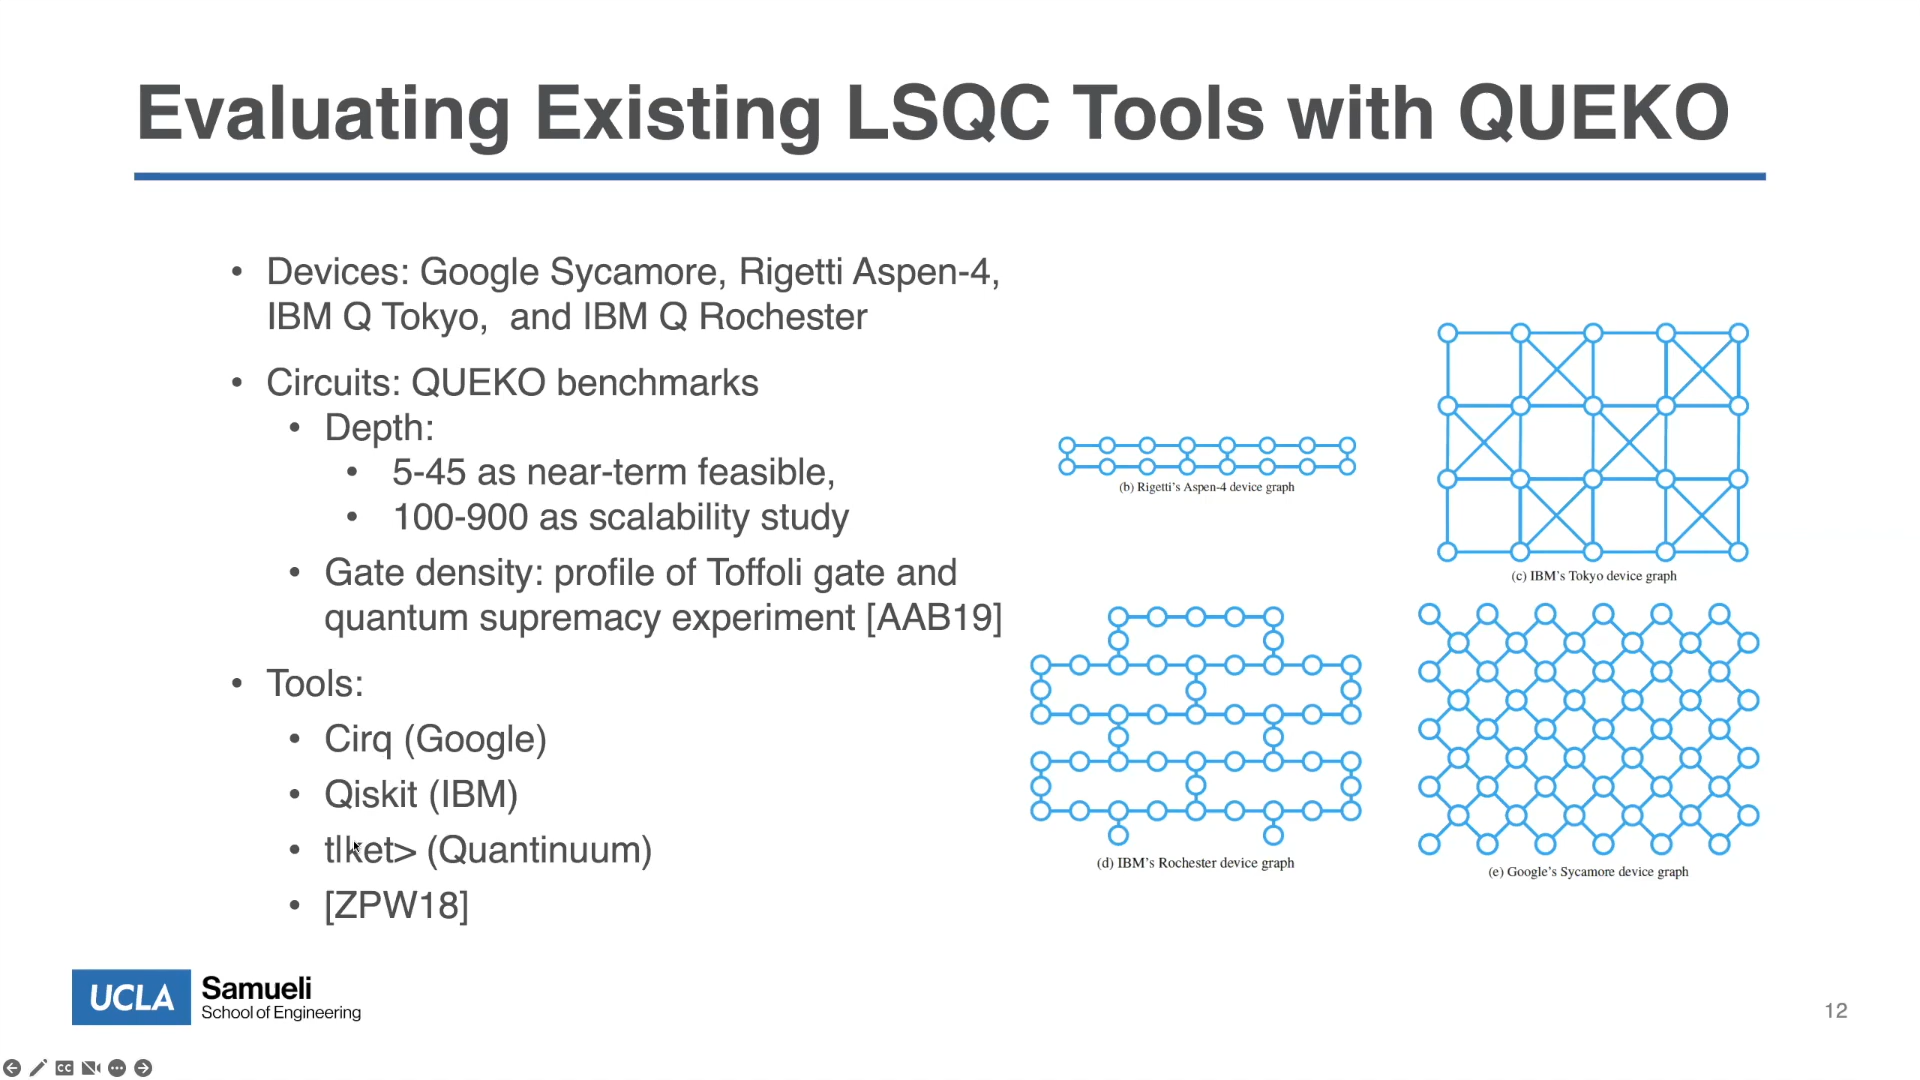 Evaluating Existing LSQC Tools with QUEKO
• Devices: Google Sycamore, Rigetti Aspen-4,
IBM Q Tokyo, and IBM Q Rochester
• Circuits: QUEKO benchmarks
• Depth:
• 5-45 as near-term feasible,
• 100-900 as scalability study
• Gate density: profile of Toffoli gate and
quantum supremacy experiment [AAB19]
• Tools:
• Cirq (Google)
• Qiskit (IBM)
• t|ket> (Quantinuum)
• [ZPW18]
(b) Rigetti's Aspen-4 device graph
(c) IBM's Tokyo device graph
(d) IBM's Rochester device graph
(e) Google's Sycamore device graph
UCLA
Samueli
School of Engineering
12
CC